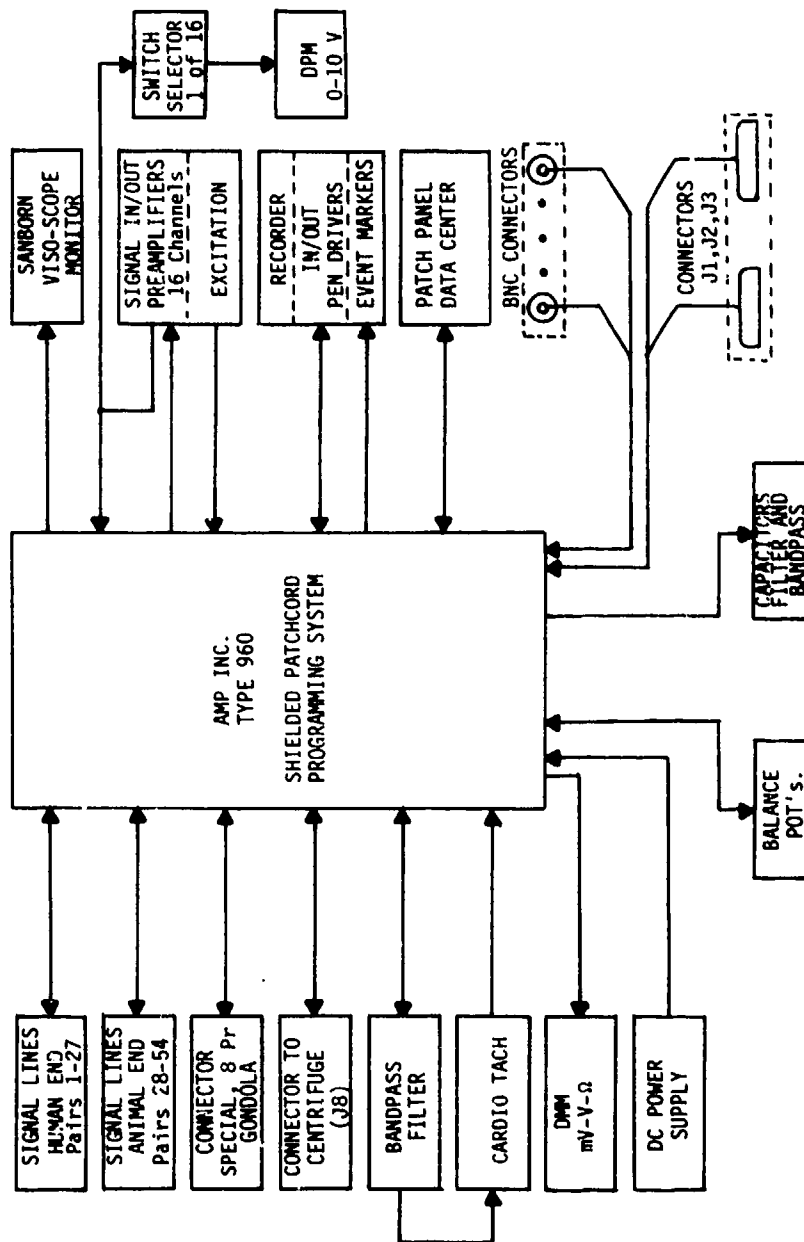 SIGNAL LINES
HUMAN END
Pairs 1-27
SIGNAL LINES
ANIMAL END
Pairs 28-54
CONNECTOR
SPECIAL, 8 Pr
GONDOLA
CONNECTOR TO
CENTRIFUGE
(J8)
BANDPASS
FILTER
CARDIO TACH
DMM
mV-V-Ω
DC POWER
SUPPLY
AMP INC.
TYPE 960
SHIELDED PATCHCORD
PROGRAMMING SYSTEM
BALANCE
POT's.
CAPACITORS
FILTER AND
BANDPASS
SANBORN
VISO-SCOPE
MONITOR
SIGNAL IN/OUT
PREAMPLIFIERS
16 Channels
EXCITATION
RECORDER
IN/OUT
PEN DRIVERS
EVENT MARKERS
PATCH PANEL
DATA CENTER
BNC CONNECTORS
CONNECTORS
J1,J2,J3
SWITCH
SELECTOR
1 of 16
DPM
0-10 V